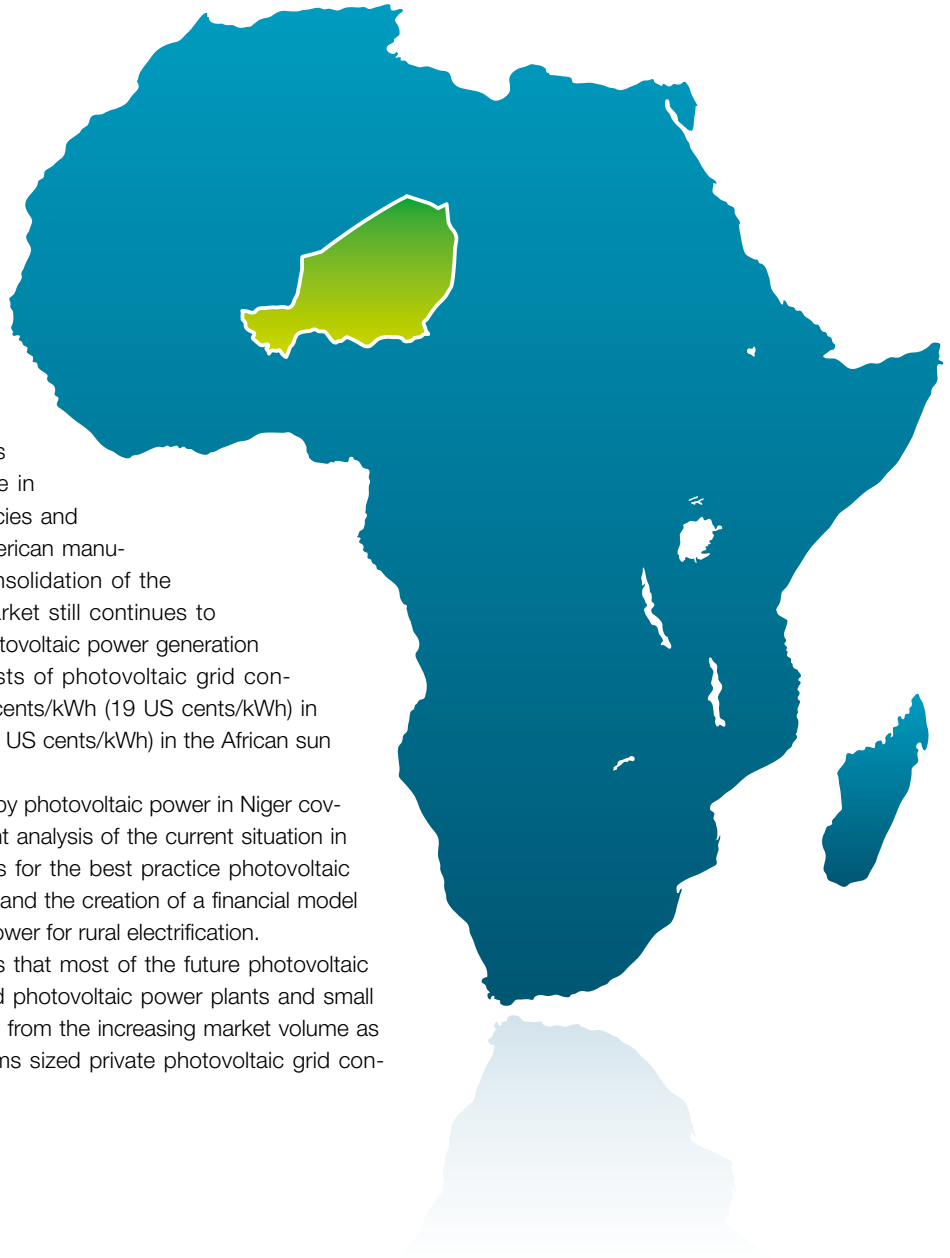 s
e in
cies and
erican manu-
nsolidation of the
arket still continues to
tovoltaic power generation
sts of photovoltaic grid con-
cents/kWh (19 US cents/kWh) in
US cents/kWh) in the African sun
by photovoltaic power in Niger cov-
nt analysis of the current situation in
s for the best practice photovoltaic
and the creation of a financial model
ower for rural electrification.
s that most of the future photovoltaic
d photovoltaic power plants and small
from the increasing market volume as
ms sized private photovoltaic grid con-